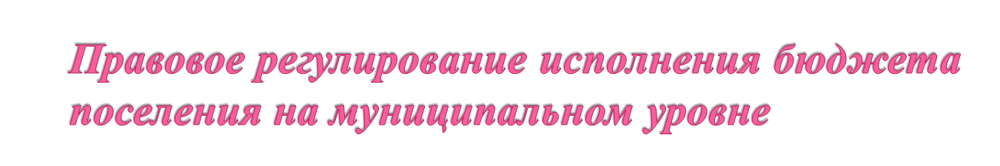 Правовое регулирование исполнения бюджета
поселения на муниципальном уровне